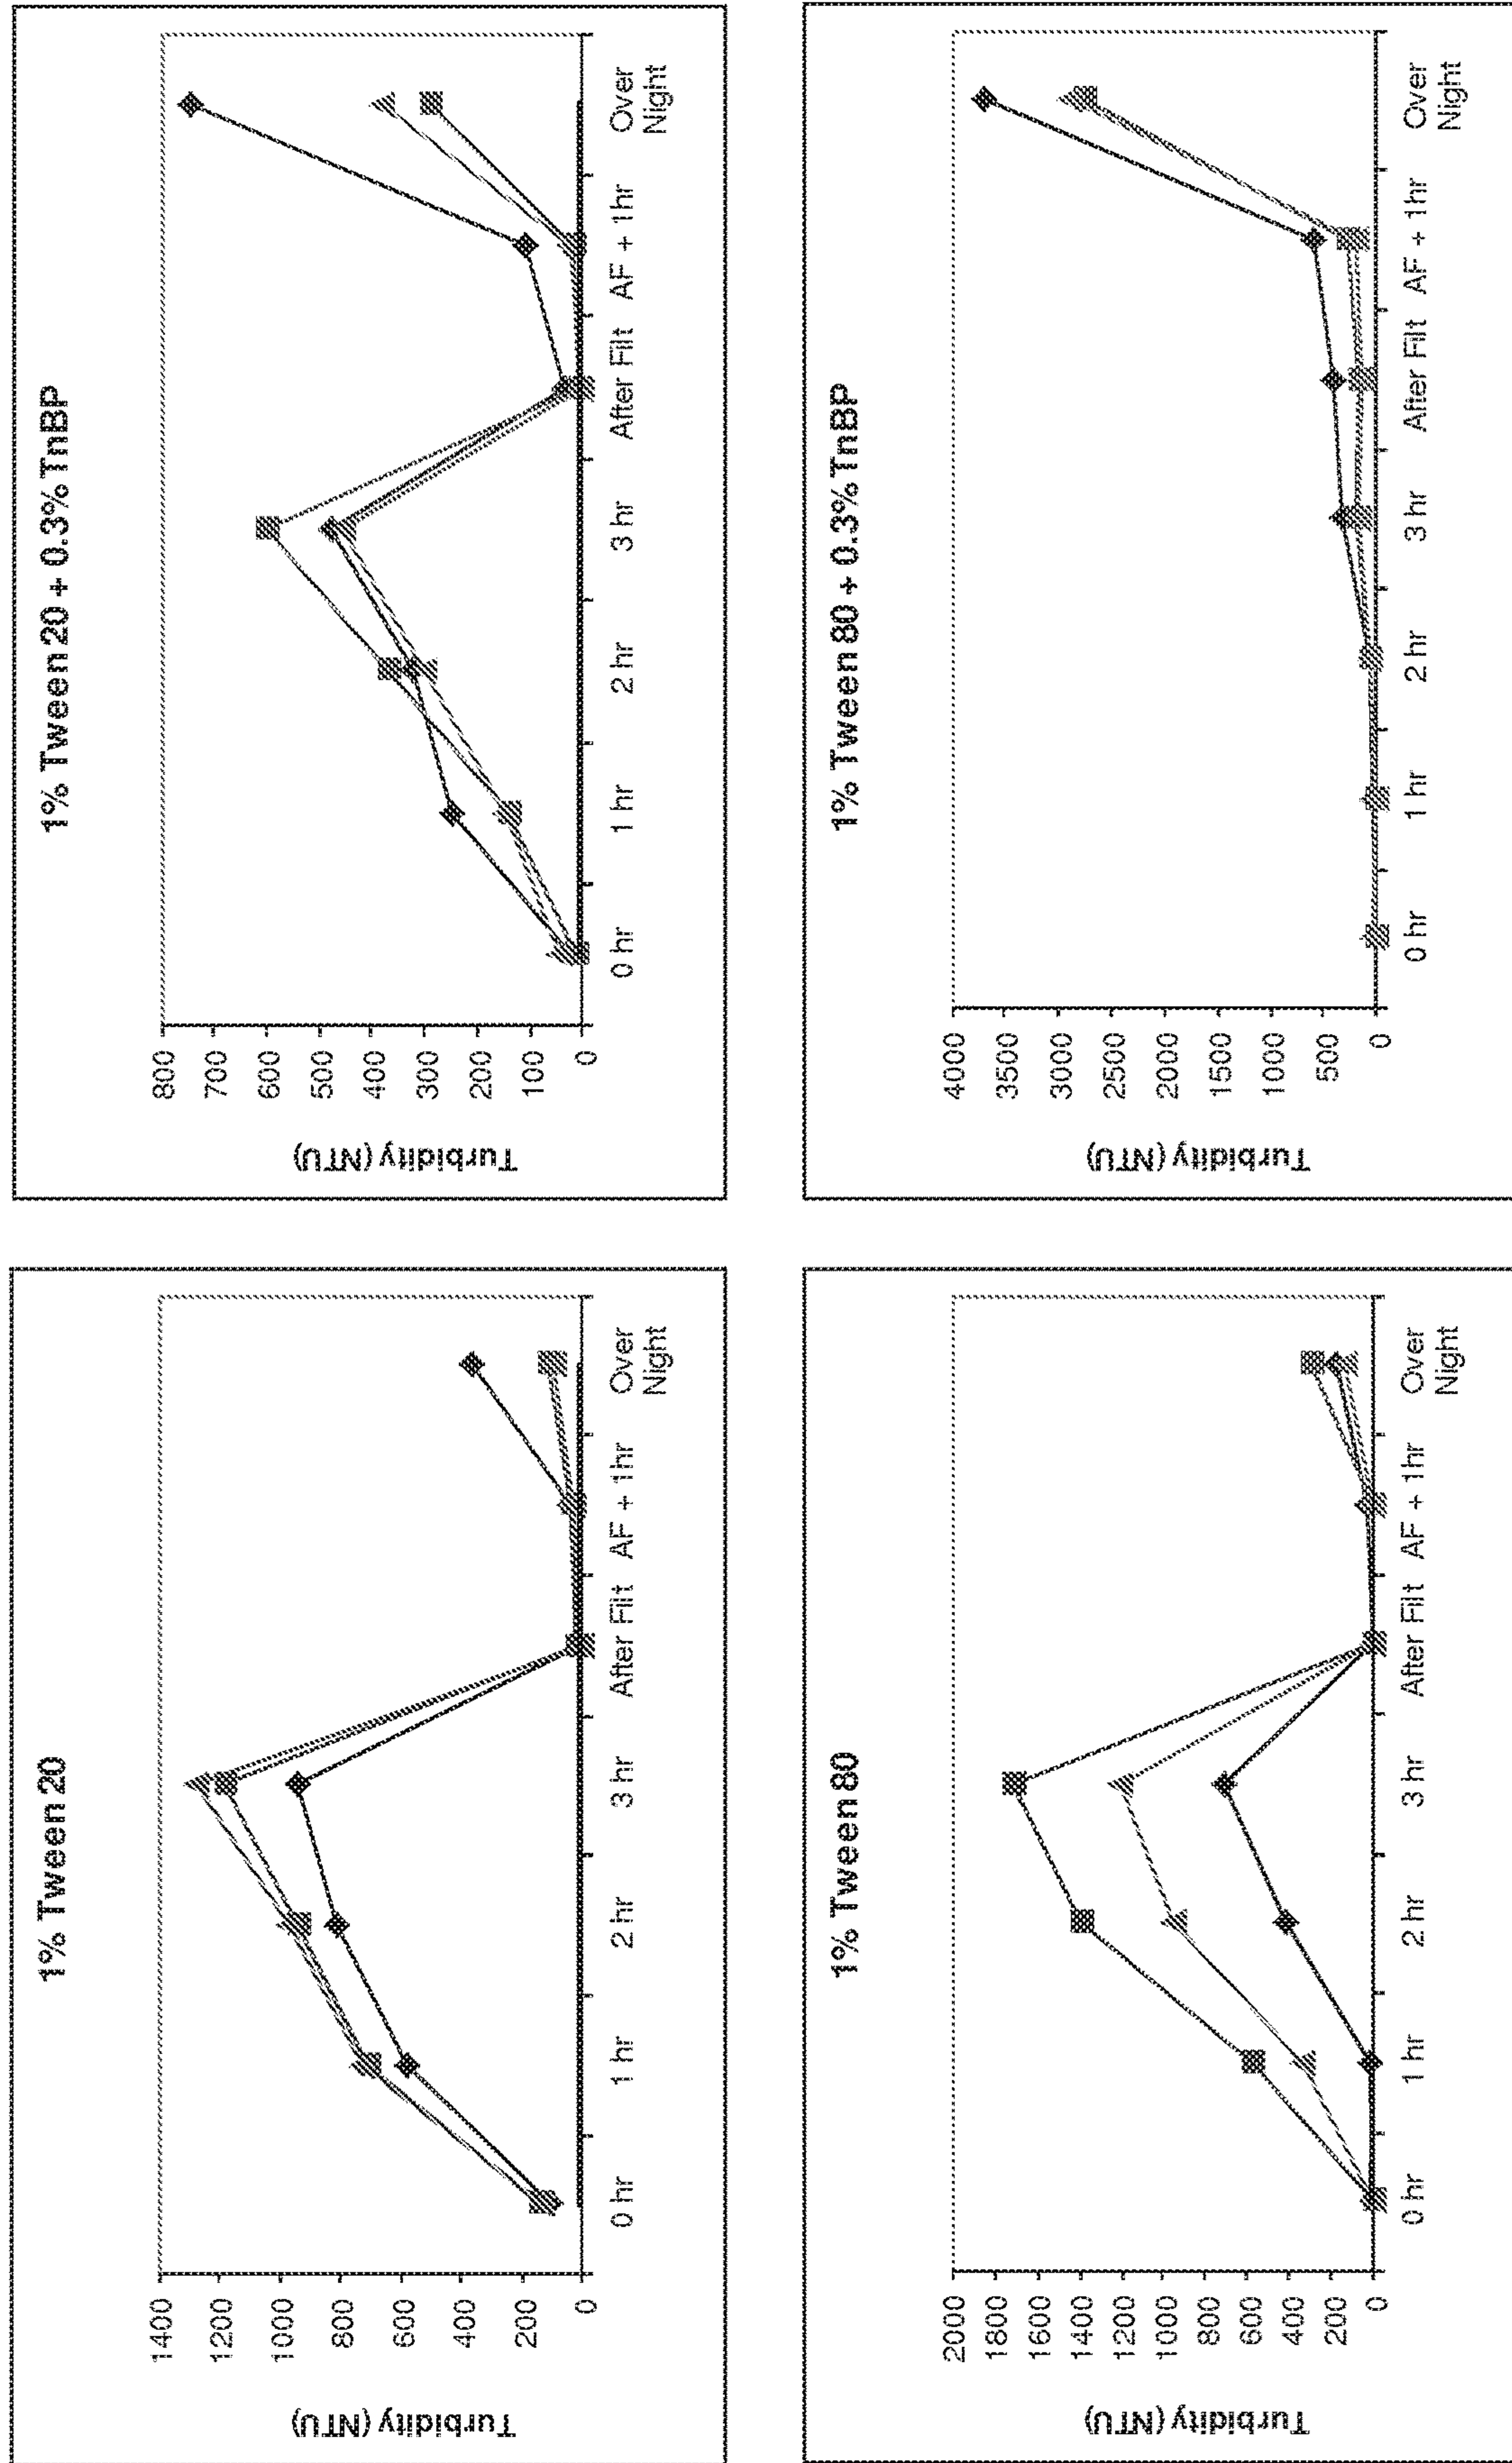 1% Tween 20
Turbidity (NTU)
1400
1200
1000
800
600
400
200
0
0 hr
1 hr
2 hr
3 hr
After Filt
AF + 1hr
Over
Night
1% Tween 20 + 0.3% TnBP
Turbidity (NTU)
800
700
600
500
400
300
200
100
0
0 hr
1 hr
2 hr
3 hr
After Filt
AF + 1hr
Over
Night
1% Tween 80
Turbidity (NTU)
2000
1800
1600
1400
1200
1000
800
600
400
200
0
0 hr
1 hr
2 hr
3 hr
After Filt
AF + 1hr
Over
Night
1% Tween 80 + 0.3% TnBP
Turbidity (NTU)
4000
3500
3000
2500
2000
1500
1000
500
0
0 hr
1 hr
2 hr
3 hr
After Filt
AF + 1hr
Over
Night